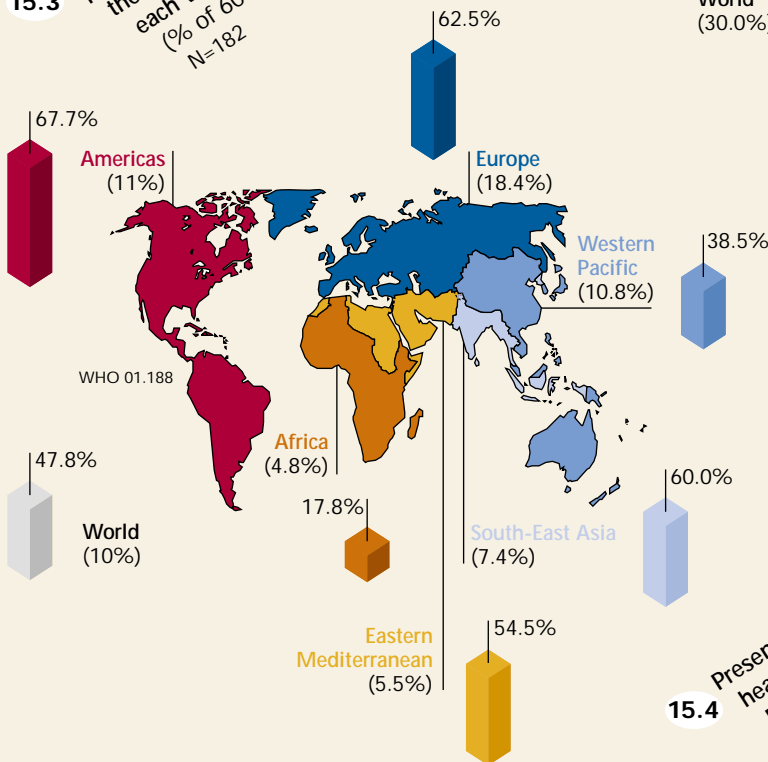 15.3
each
(% of 60
N=182
World
(30.0%)
62.5%
67.7%
Americas
(11%)
Europe
(18.4%)
Western
Pacific
(10.8%)
38.5%
WHO 01.188
Africa
(4.8%)
47.8%
World
(10%)
17.8%
60.0%
South-East Asia
(7.4%)
Eastern
Mediterranean
(5.5%)
54.5%
15.4